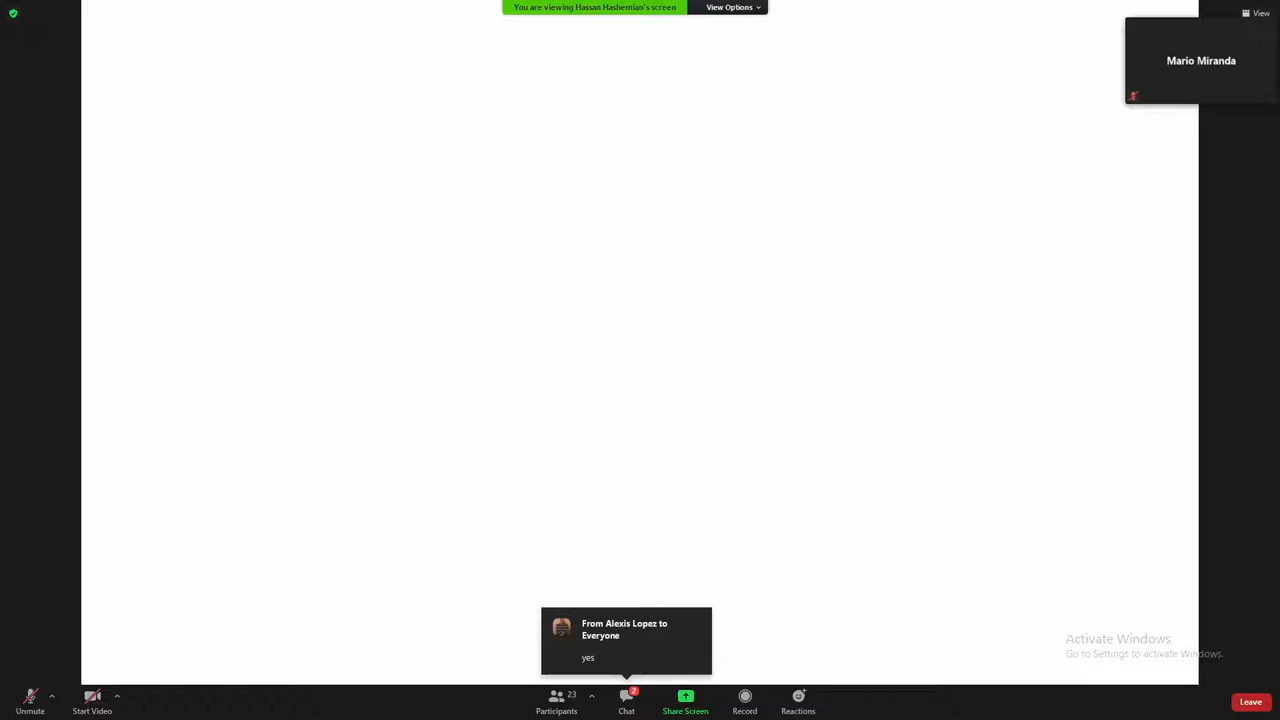 You are viewing Hassan Hashemian's screen
View Options
View
Mario Miranda
From Alexis Lopez to
Everyone
yes
Activate Windows
Go to Settings to activate Windows.
Unmute
Start Video
23
Participants
2
Chat
Share Screen
Record
Reactions
Leave